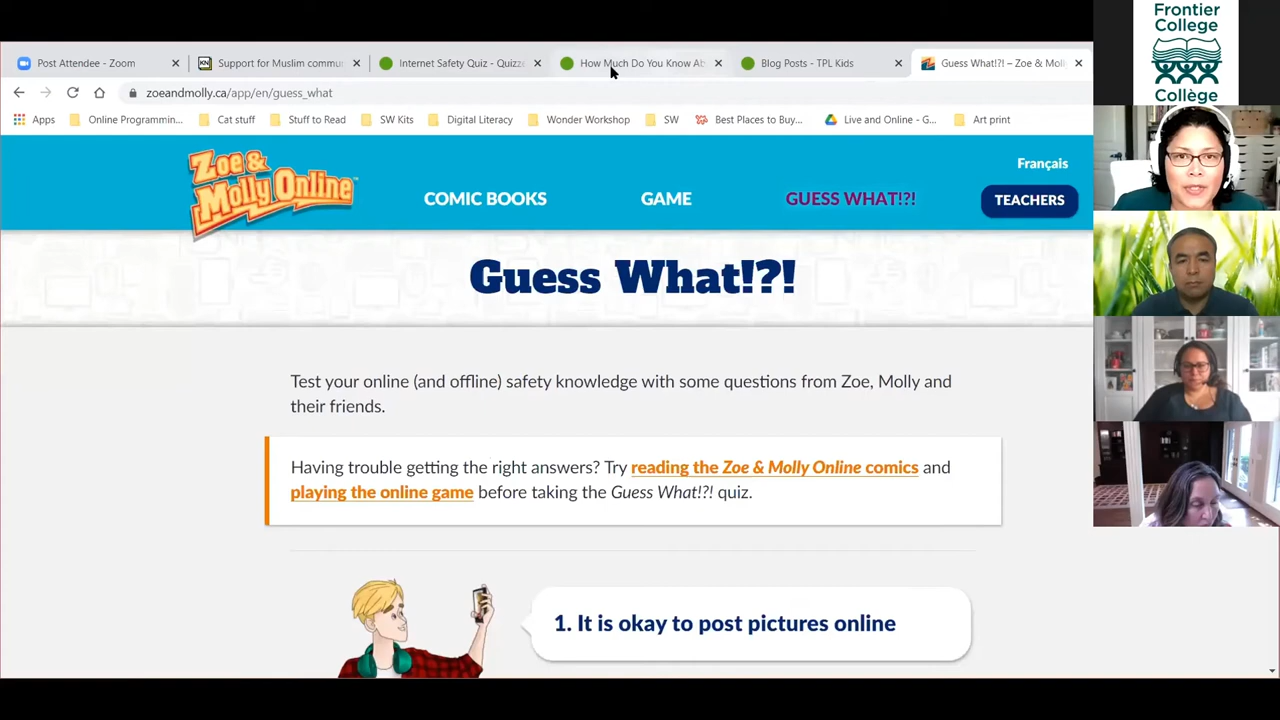 Frontier
College
Collège
Post Attendee - Zoom
Support for Muslim commu
Internet Safety Quiz - Quizz
How Much Do You Know Ab
Blog Posts - TPL Kids
Guess What!?! – Zoe & Mol
zoeandmolly.ca/app/en/guess_what
Apps
Online Programmin...
Cat stuff
Stuff to Read
SW Kits
Digital Literacy
Wonder Workshop
SW
Best Places to Buy...
Live and Online - G...
Art print
Zoe &
Molly Online
COMIC BOOKS
GAME
GUESS WHAT!?!
Français
TEACHERS
Guess What!?!
Test your online (and offline) safety knowledge with some questions from Zoe, Molly and
their friends.
Having trouble getting the right answers? Try reading the Zoe & Molly Online comics and
playing the online game before taking the Guess What!?! quiz.
1. It is okay to post pictures online